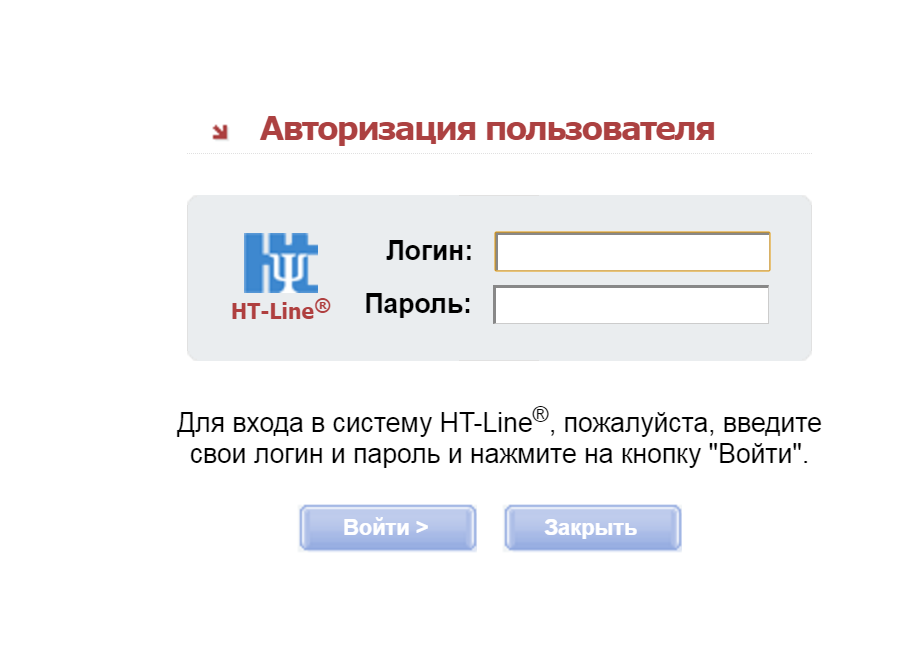 Авторизация пользователя
ht
HT-Line®
Логин:
Пароль:
Для входа в систему HT-Line®, пожалуйста, введите
свои логин и пароль и нажмите на кнопку "Войти".
Войти >
Закрыть